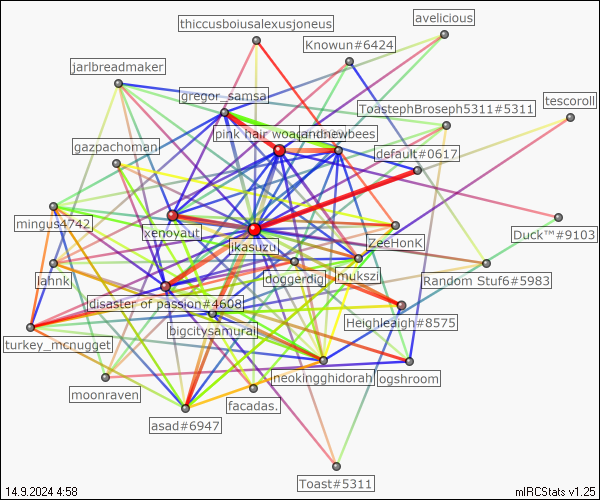 thiccusboiusalexusjoneus
avelicious
Knowun#6424
jarlbreadmaker
gregor_samsa
tescoroll
ToastephBroseph5311#5311
pink hair woa
andnewbees
gazpachoman
default#0617
mingus4742
xenoyaut
Duck™#9103
likasuzu
ZeeHonK
lahnk
doggerdig
mukszi
Random Stuf6#5983
disaster of passion#4608
bigcitysamurai
Heighleaigh#8575
turkey_mcnugget
neokingghidorah
ogshroom
moonraven
facadas.
asad#6947
Toast#5311
14.9.2024 4:58
mIRCStats v1.25